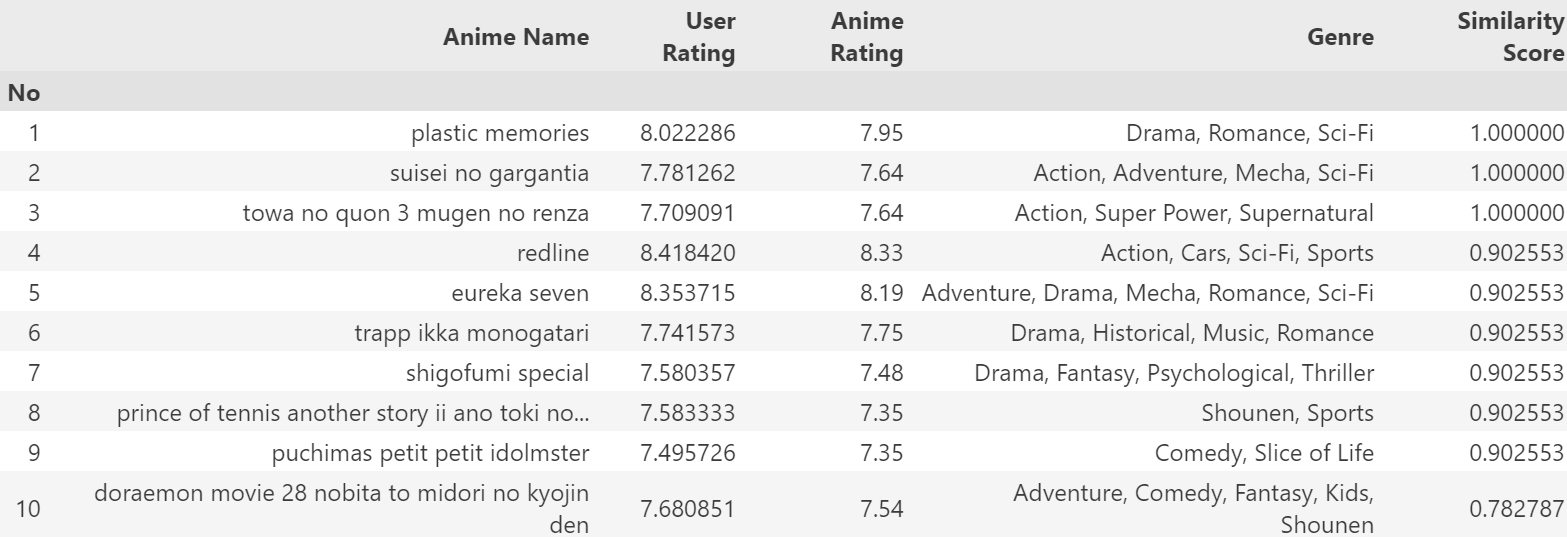 Anime Name User Rating Anime Rating Genre Similarity Score
No
1 plastic memories 8.022286 7.95 Drama, Romance, Sci-Fi 1.000000
2 suisei no gargantia 7.781262 7.64 Action, Adventure, Mecha, Sci-Fi 1.000000
3 towa no quon 3 mugen no renza 7.709091 7.64 Action, Super Power, Supernatural 1.000000
4 redline 8.418420 8.33 Action, Cars, Sci-Fi, Sports 0.902553
5 eureka seven 8.353715 8.19 Adventure, Drama, Mecha, Romance, Sci-Fi 0.902553
6 trapp ikka monogatari 7.741573 7.75 Drama, Historical, Music, Romance 0.902553
7 shigofumi special 7.580357 7.48 Drama, Fantasy, Psychological, Thriller 0.902553
8 prince of tennis another story ii ano toki no... 7.583333 7.35 Shounen, Sports 0.902553
9 puchimas petit petit idolmster 7.495726 7.35 Comedy, Slice of Life 0.902553
10 doraemon movie 28 nobita to midori no kyojin den 7.680851 7.54 Adventure, Comedy, Fantasy, Kids, Shounen 0.782787